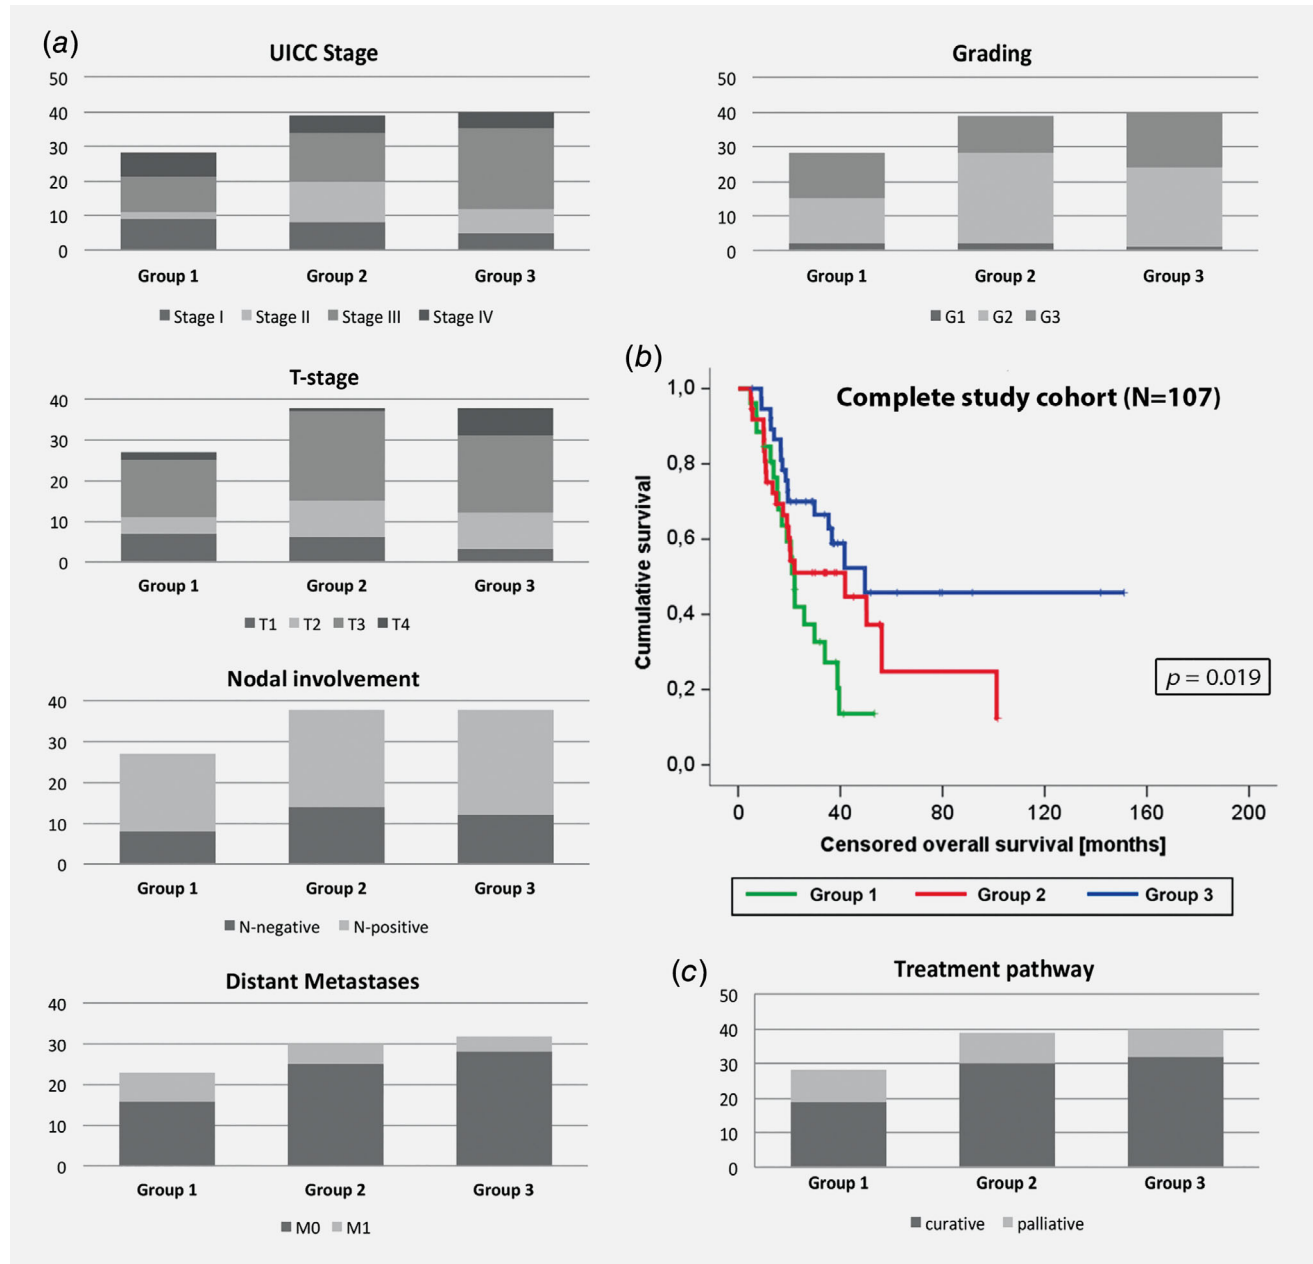 (a)
UICC Stage
50
40
30
20
10
0
Group 1 Group 2 Group 3
Stage I Stage II Stage III Stage IV
Grading
50
40
30
20
10
0
Group 1 Group 2 Group 3
G1 G2 G3
T-stage
40
30
20
10
0
Group 1 Group 2 Group 3
T1 T2 T3 T4
Nodal involvement
40
30
20
10
0
Group 1 Group 2 Group 3
N-negative N-positive
Distant Metastases
40
30
20
10
0
Group 1 Group 2 Group 3
M0 M1
(b)
Complete study cohort (N=107)
Cumulative survival
1,0
0,8
0,6
0,4
0,2
0,0
p = 0.019
0 40 80 120 160 200
Censored overall survival [months]
Group 1 Group 2 Group 3
(c)
Treatment pathway
50
40
30
20
10
0
Group 1 Group 2 Group 3
curative palliative